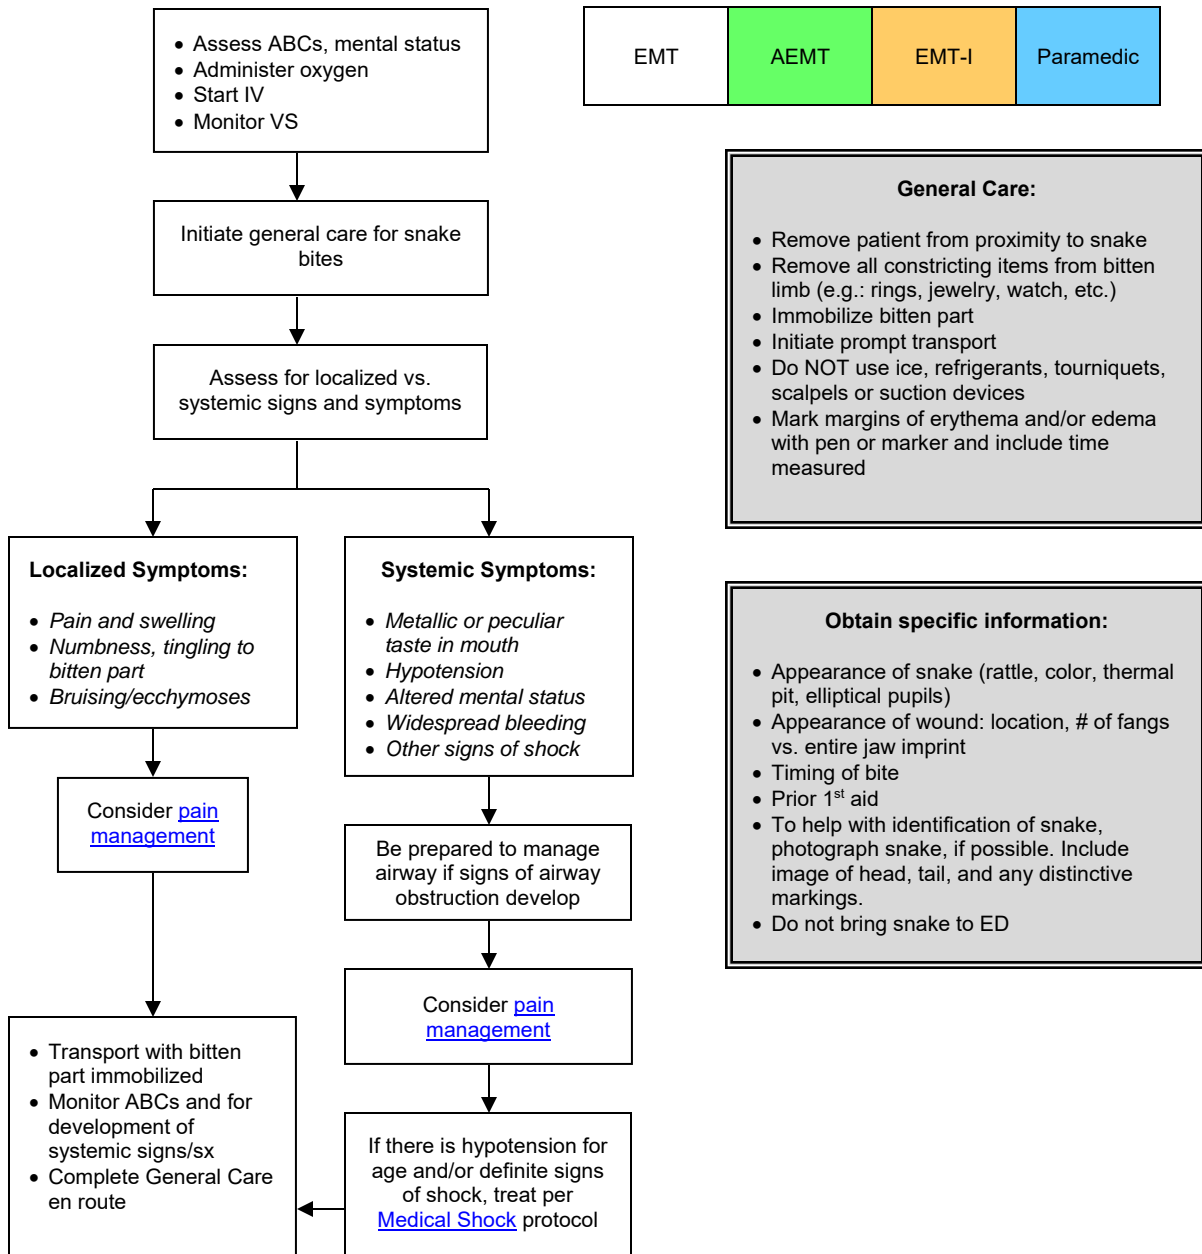 • Assess ABCs, mental status
• Administer oxygen
• Start IV
• Monitor VS
EMT
AEMT
EMT-I
Paramedic
Initiate general care for snake
bites
Assess for localized vs.
systemic signs and symptoms
General Care:
• Remove patient from proximity to snake
• Remove all constricting items from bitten
limb (e.g.: rings, jewelry, watch, etc.)
• Immobilize bitten part
• Initiate prompt transport
• Do NOT use ice, refrigerants, tourniquets,
scalpels or suction devices
• Mark margins of erythema and/or edema
with pen or marker and include time
measured
Localized Symptoms:
• Pain and swelling
• Numbness, tingling to
bitten part
• Bruising/ecchymoses
Consider pain
management
Systemic Symptoms:
• Metallic or peculiar
taste in mouth
• Hypotension
• Altered mental status
• Widespread bleeding
• Other signs of shock
Be prepared to manage
airway if signs of airway
obstruction develop
Consider pain
management
If there is hypotension for
age and/or definite signs
of shock, treat per
Medical Shock protocol
• Transport with bitten
part immobilized
• Monitor ABCs and for
development of
systemic signs/sx
• Complete General Care
en route
Obtain specific information:
• Appearance of snake (rattle, color, thermal
pit, elliptical pupils)
• Appearance of wound: location, # of fangs
vs. entire jaw imprint
• Timing of bite
• Prior 1st aid
• To help with identification of snake,
photograph snake, if possible. Include
image of head, tail, and any distinctive
markings.
• Do not bring snake to ED